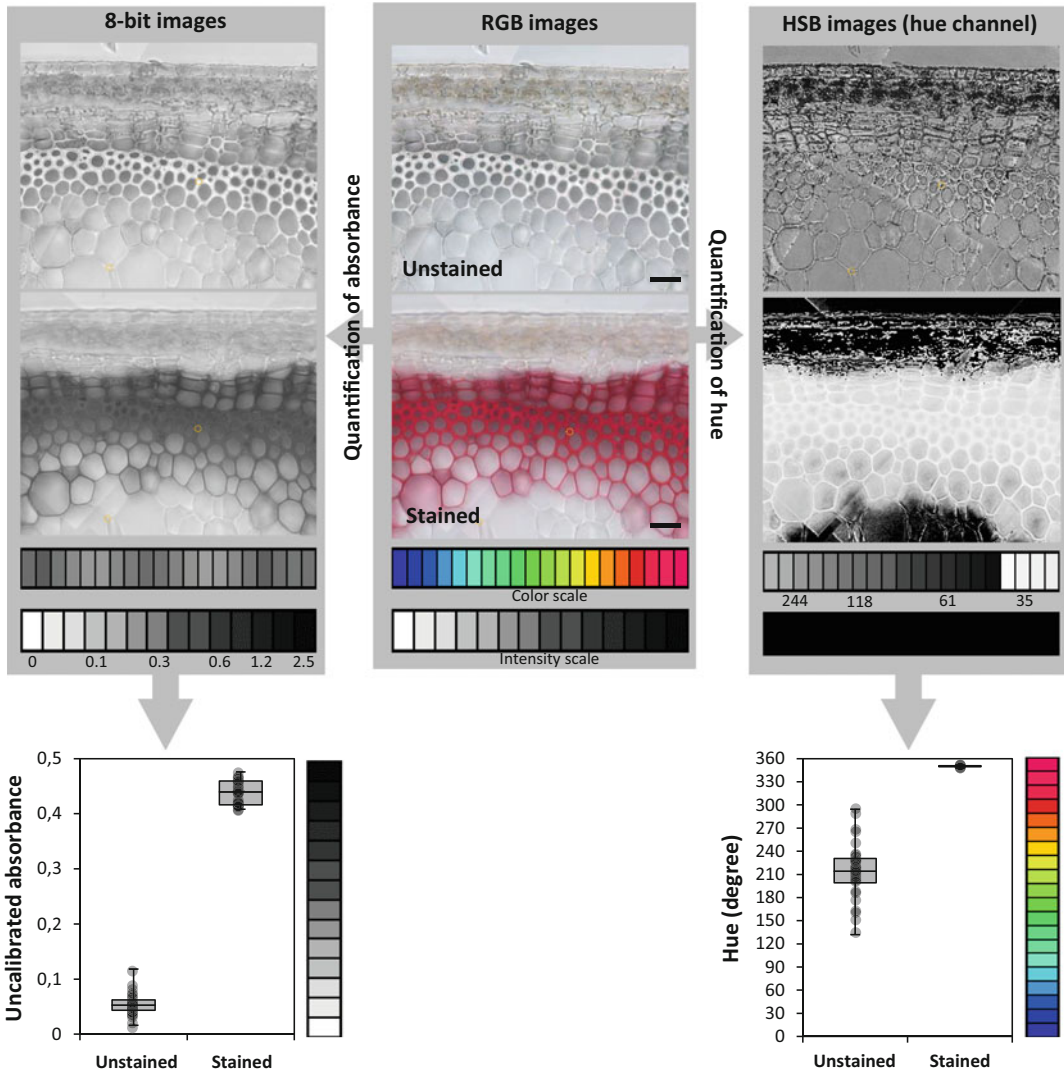 8-bit images
RGB images
HSB images (hue channel)
Quantification of absorbance
Quantification of hue
Unstained
Stained
Color scale
244 118 61 35
0 0.1 0.3 0.6 1.2 2.5
Intensity scale
Uncalibrated absorbance
0,5
0,4
0,3
0,2
0,1
0
Unstained Stained
Hue (degree)
360
330
300
270
240
210
180
150
120
90
60
30
0
Unstained Stained